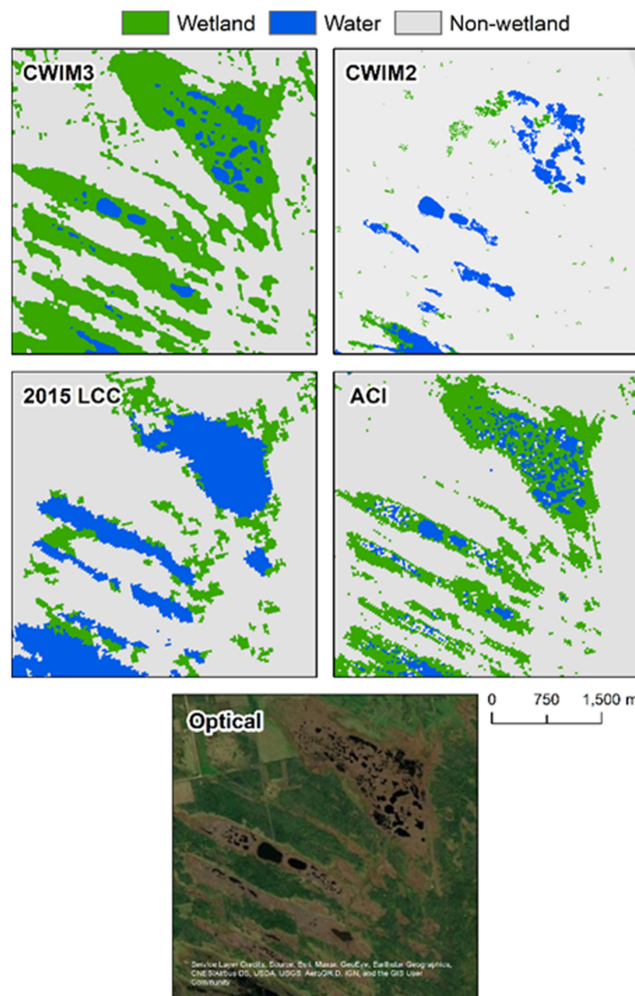 Wetland Water Non-wetland
CWIM3
CWIM2
2015 LCC
ACI
Optical
0 750 1,500 m
Service Layer Credits: Source: Esri, Maxar, GeoEye, Earthstar Geographics,
CNES/Airbus DS, USDA, USGS, AeroGRID, IGN, and the GIS User
Community